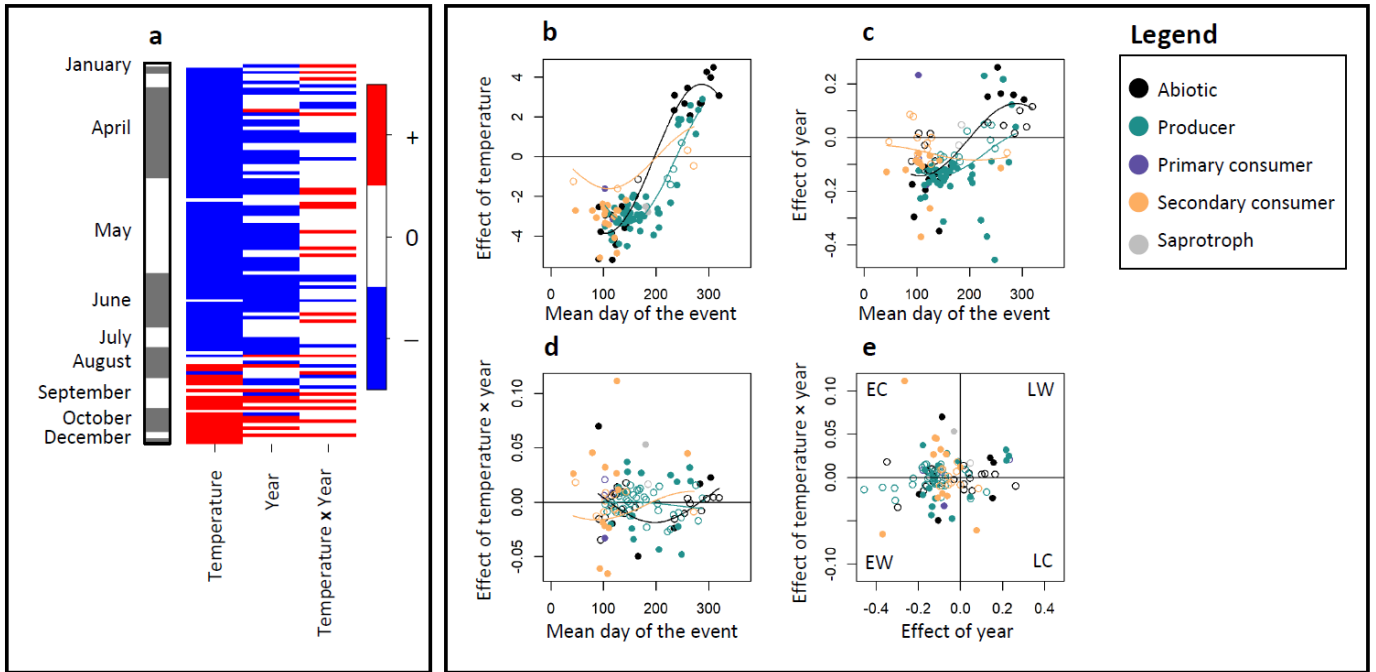 a
January
April
May
June
July
August
September
October
December
+
0
–
Temperature
Year
Temperature x Year
b
Effect of temperature
4
2
0
-2
-4
0 100 200 300
Mean day of the event
c
Effect of year
0.2
0.0
-0.2
-0.4
0 100 200 300
Mean day of the event
Legend
Abiotic
Producer
Primary consumer
Secondary consumer
Saprotroph
d
Effect of temperature × year
0.10
0.05
0.00
-0.05
0 100 200 300
Mean day of the event
e
Effect of temperature × year
0.10
0.05
0.00
-0.10
EC LW
EW LC
-0.4 -0.2 0.0 0.2 0.4
Effect of year